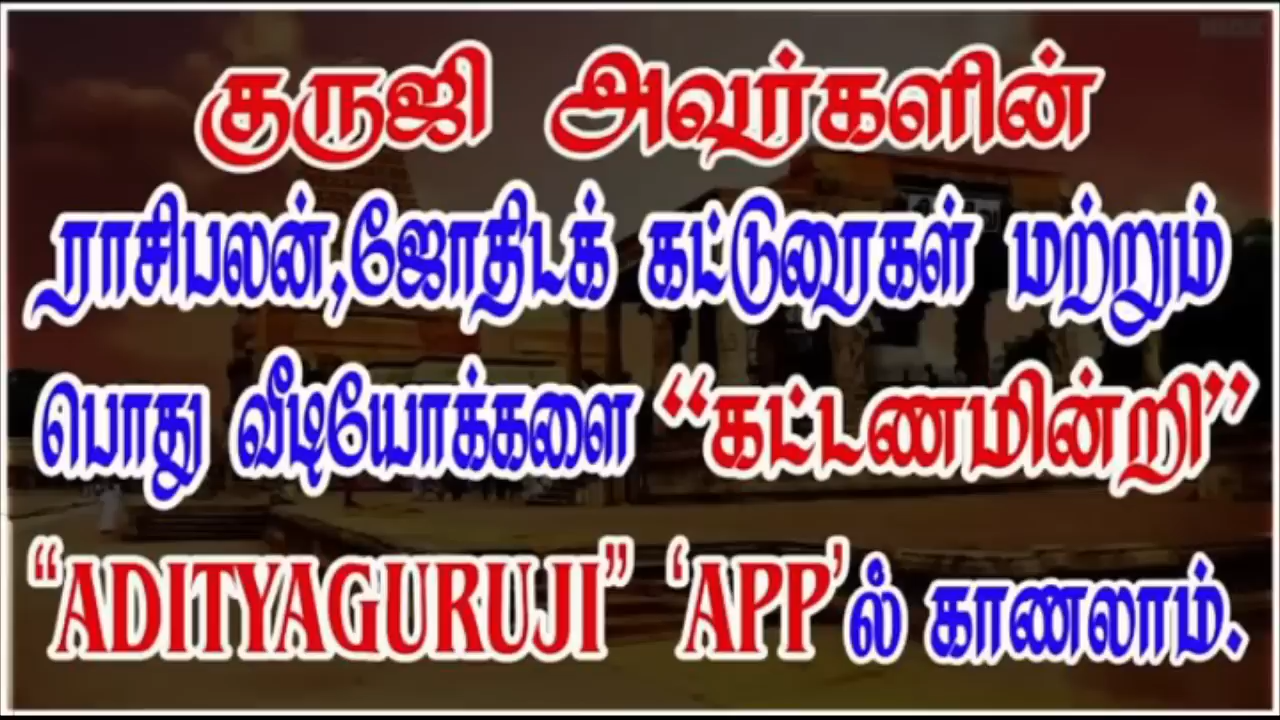 குருஜி அவர்களின்
ராசிபலன்,ஜோதிடக் கட்டுரைகள் மற்றும்
பொது வீடியோக்களை “கட்டணமின்றி”
“ADITYAGURUJI” ‘APP’ல் காணலாம்.